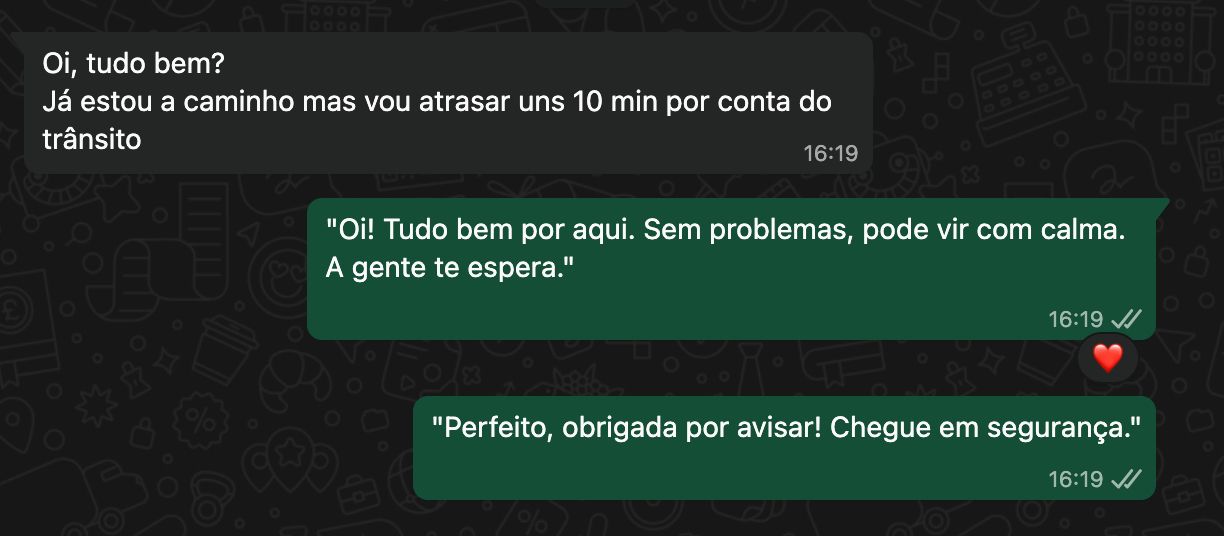 Oi, tudo bem?
Já estou a caminho mas vou atrasar uns 10 min por conta do
trânsito
16:19
"Oi! Tudo bem por aqui. Sem problemas, pode vir com calma.
A gente te espera."
16:19
"Perfeito, obrigada por avisar! Chegue em segurança."
16:19